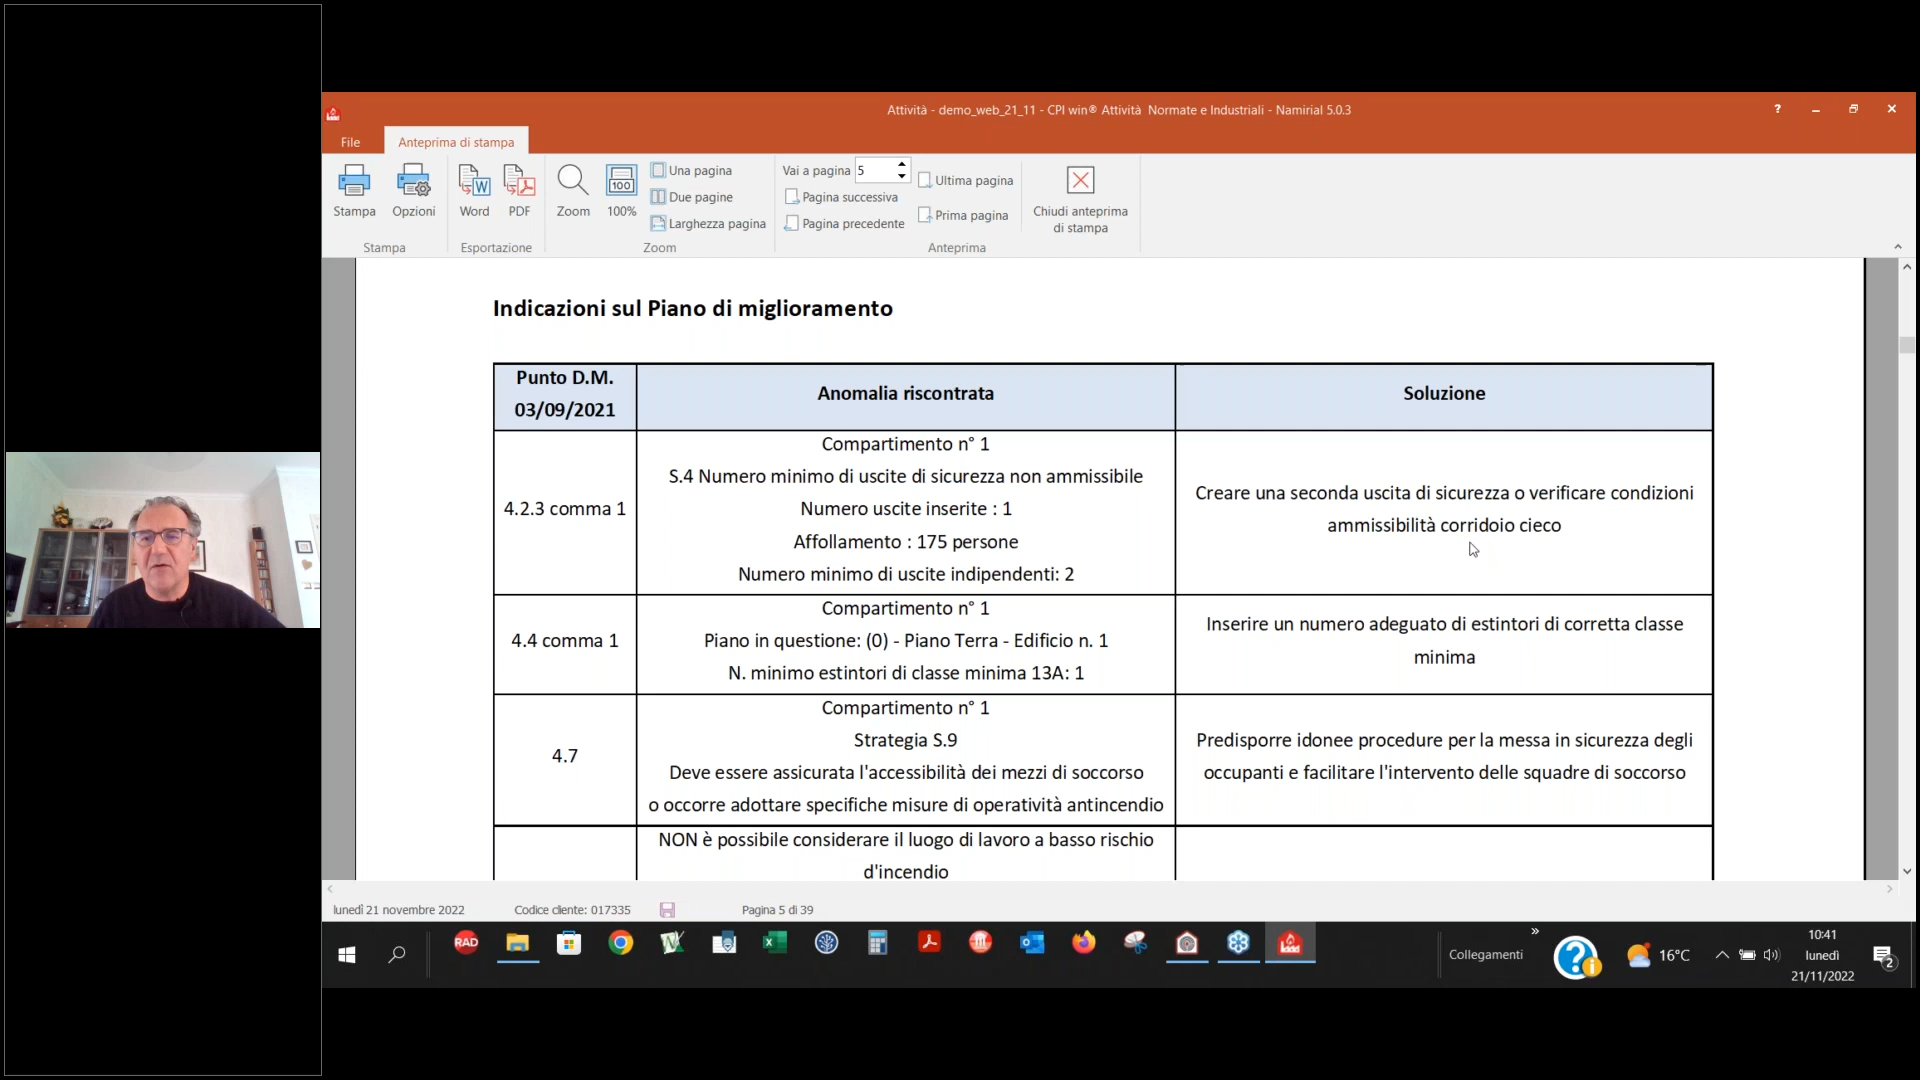 Attività - demo_web_21_11 - CPI win® Attività Normate e Industriali - Namirial 5.0.3
?
File
Anteprima di stampa
Stampa
Opzioni
Word
PDF
Zoom
100
100%
Una pagina
Due pagine
Larghezza pagina
Vai a pagina 5
Pagina successiva
Pagina precedente
Ultima pagina
Prima pagina
Chiudi anteprima
di stampa
Stampa
Esportazione
Zoom
Anteprima
Indicazioni sul Piano di miglioramento
Punto D.M.
03/09/2021
Anomalia riscontrata
Soluzione
4.2.3 comma 1
Compartimento n° 1
S.4 Numero minimo di uscite di sicurezza non ammissibile
Numero uscite inserite : 1
Affollamento : 175 persone
Numero minimo di uscite indipendenti: 2
Creare una seconda uscita di sicurezza o verificare condizioni
ammissibilità corridoio cieco
4.4 comma 1
Compartimento n° 1
Piano in questione: (0) - Piano Terra - Edificio n. 1
N. minimo estintori di classe minima 13A: 1
Inserire un numero adeguato di estintori di corretta classe
minima
4.7
Compartimento n° 1
Strategia S.9
Deve essere assicurata l'accessibilità dei mezzi di soccorso
o occorre adottare specifiche misure di operatività antincendio
Predisporre idonee procedure per la messa in sicurezza degli
occupanti e facilitare l'intervento delle squadre di soccorso
NON è possibile considerare il luogo di lavoro a basso rischio
d'incendio
lunedì 21 novembre 2022
Codice cliente: 017335
Pagina 5 di 39
RAD
Collegamenti
»
16°C
10:41
lunedì
21/11/2022
2